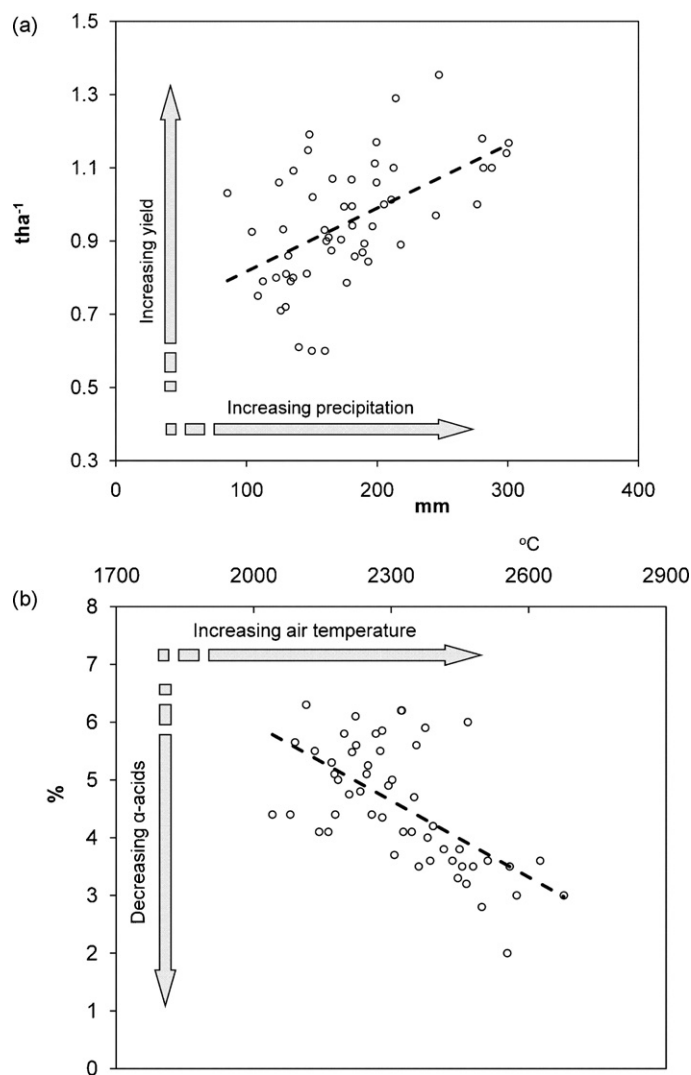 (a)
1.5
1.3
1.1
0.9
0.7
0.5
0.3
tha⁻¹
Increasing yield
Increasing precipitation
0 100 200 300 400
mm
°C
1700 2000 2300 2600 2900
(b)
8
7
6
5
4
3
2
1
0
%
Increasing air temperature
Decreasing α-acids